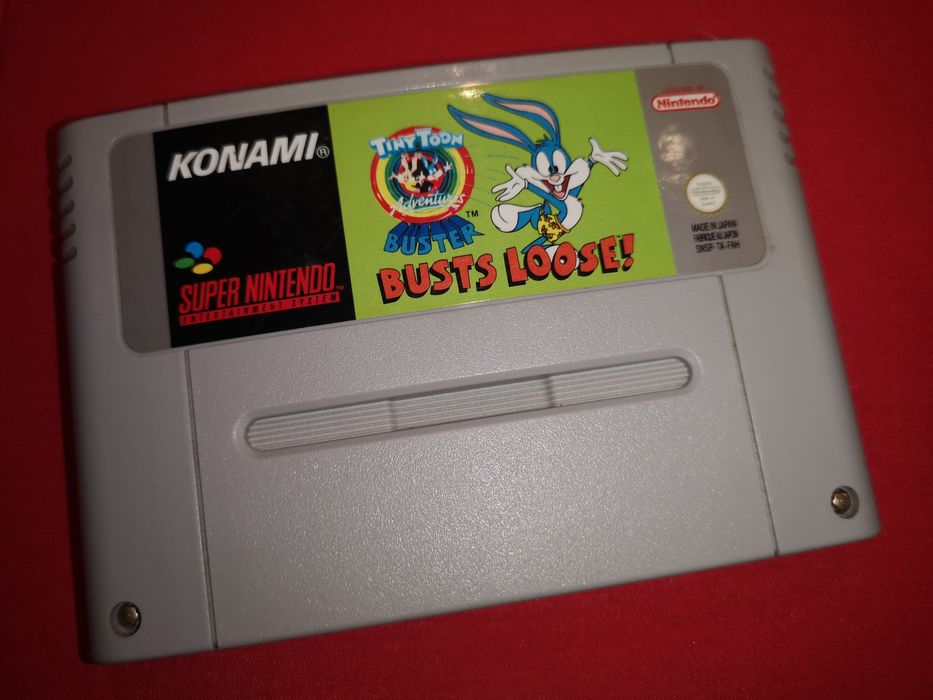 KONAMI®
SUPER NINTENDO™
ENTERTAINMENT SYSTEM
TINY TOON
Adventures
BUSTER™
BUSTS LOOSE!
Nintendo
Nintendo
MADE IN JAPAN
FABRIQUE AU JAPON
SNSP-TA-FAH